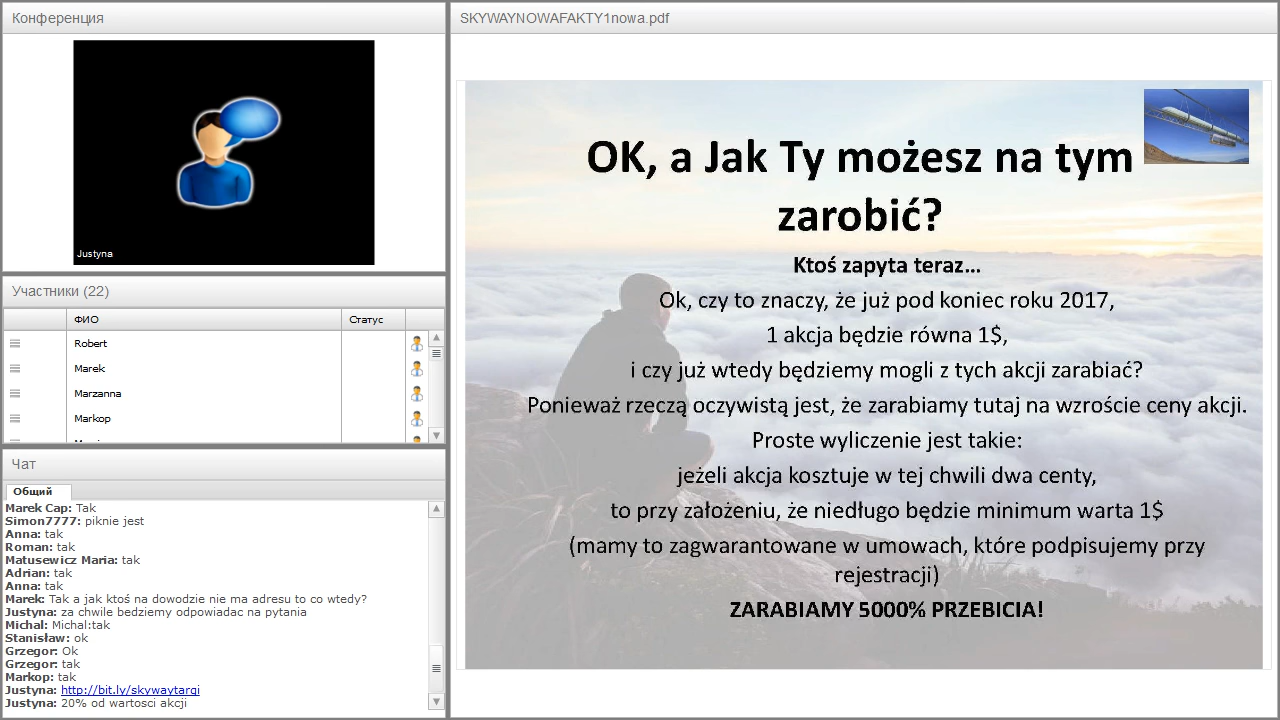 Конференция
Justyna
Участники (22)
ФИО Статус
Robert
Marek
Marzanna
Markop
Чат
Общий
Marek Cap: Tak
Simon7777: piknie jest
Anna: tak
Roman: tak
Matusewicz Maria: tak
Adrian: tak
Anna: tak
Marek: Tak a jak ktoś na dowodzie nie ma adresu to co wtedy?
Justyna: za chwile bedziemy odpowiadac na pytania
Michal: Michal:tak
Stanisław: ok
Grzegor: Ok
Grzegor: tak
Markop: tak
Justyna: http://bit.ly/skywaytargi
Justyna: 20% od wartosci akcji
SKYWAYNOWAFAKTY1nowa.pdf
OK, a Jak Ty możesz na tym
zarobić?
Ktoś zapyta teraz...
Ok, czy to znaczy, że już pod koniec roku 2017,
1 akcja będzie równa 1$,
i czy już wtedy będziemy mogli z tych akcji zarabiać?
Ponieważ rzeczą oczywistą jest, że zarabiamy tutaj na wzroście ceny akcji.
Proste wyliczenie jest takie:
jeżeli akcja kosztuje w tej chwili dwa centy,
to przy założeniu, że niedługo będzie minimum warta 1$
(mamy to zagwarantowane w umowach, które podpisujemy przy
rejestracji)
ZARABIAMY 5000% PRZEBICIA!